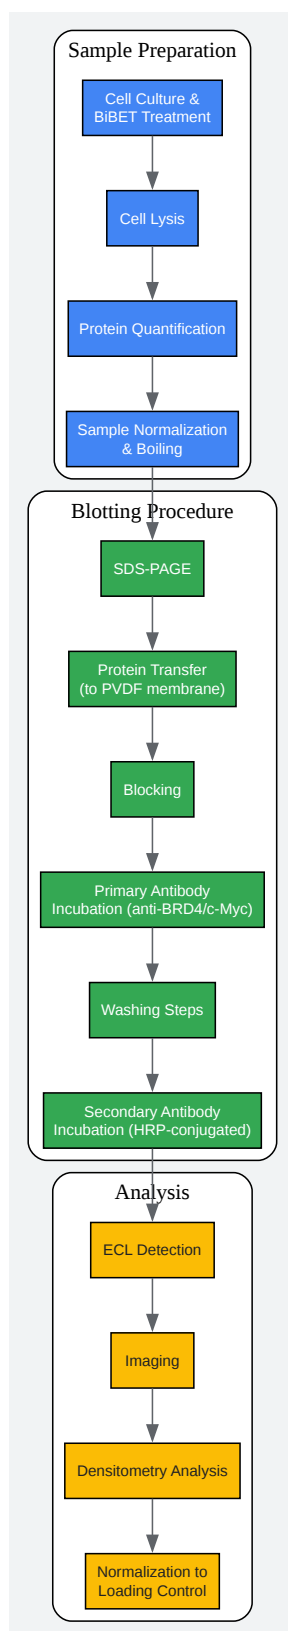 Sample Preparation
Cell Culture &
BiBET Treatment
Cell Lysis
Protein Quantification
Sample Normalization
& Boiling
Blotting Procedure
SDS-PAGE
Protein Transfer
(to PVDF membrane)
Blocking
Primary Antibody
Incubation (anti-BRD4/c-Myc)
Washing Steps
Secondary Antibody
Incubation (HRP-conjugated)
Analysis
ECL Detection
Imaging
Densitometry Analysis
Normalization to
Loading Control